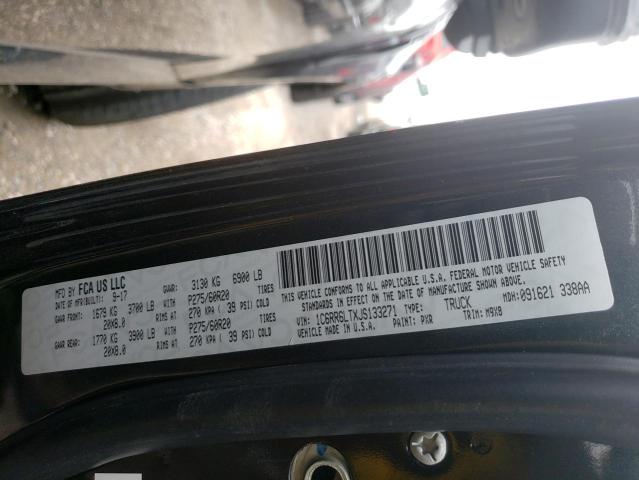 MFD BY FCA US LLC
DATE OF MFR(BUILT): 9-17 GVWR: 3130 KG 6900 LB
GAWR FRONT: 1679 KG 3700 LB WITH P275/60R20 TIRES
20X8.0 RIMS AT 270 KPA ( 39 PSI) COLD
GAWR REAR: 1770 KG 3900 LB WITH P275/60R20 TIRES
20X8.0 RIMS AT 270 KPA ( 39 PSI) COLD
THIS VEHICLE CONFORMS TO ALL APPLICABLE FEDERAL MOTOR VEHICLE SAFETY
STANDARDS IN EFFECT IN U.S.A. ON THE DATE OF MANUFACTURE SHOWN ABOVE.
VIN: 1C6RR6LTXJS133271 TYPE: TRUCK
PAINT: PXR TRIM: M9X8 MDH: 091621 338AA